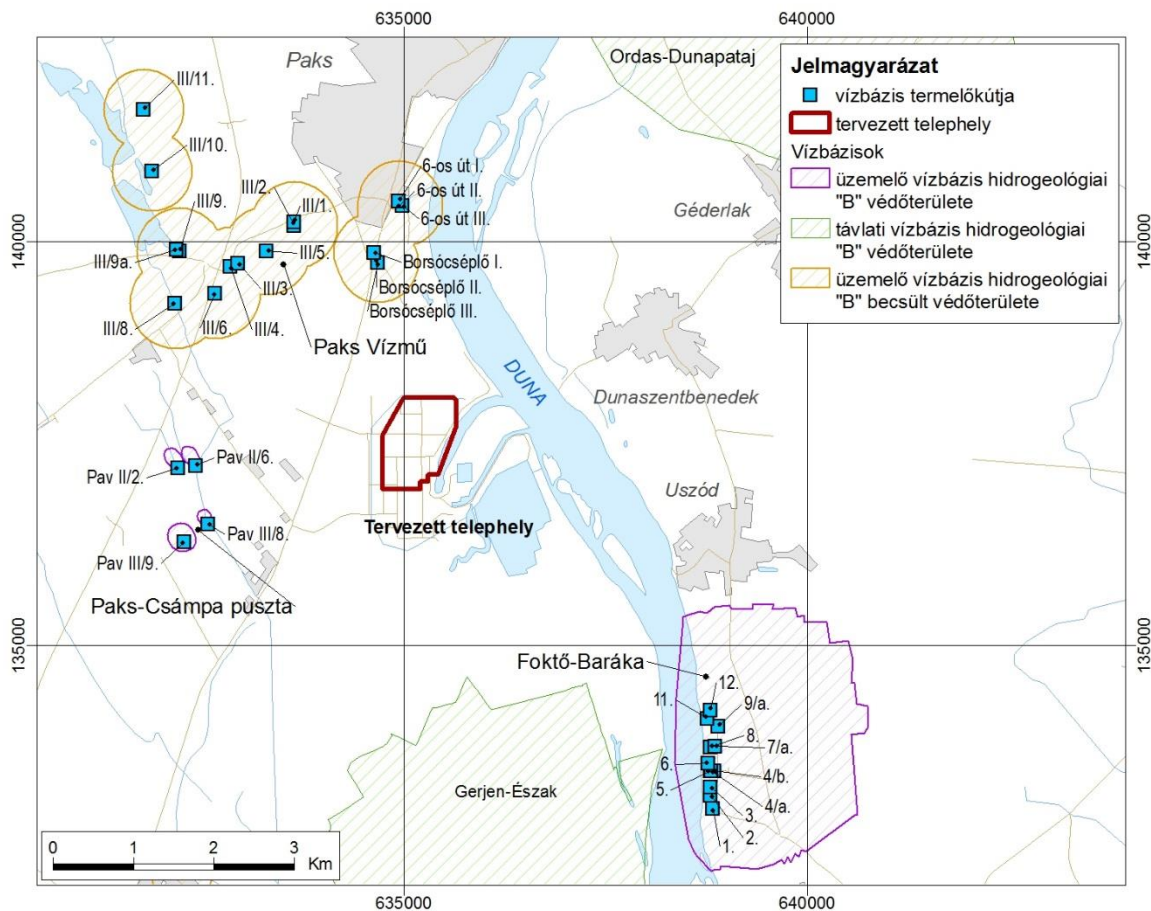 635000
640000
Paks
Ordas-Dunapataj
Jelmagyarázat
vízbázis termelőkútja
tervezett telephely
Vízbázisok
üzemelő vízbázis hidrogeológiai
"B" védőterülete
távlati vízbázis hidrogeológiai
"B" védőterülete
üzemelő vízbázis hidrogeológiai
"B" becsült védőterülete
III/11.
III/10.
III/2.
III/1.
III/9.
6-os út I.
6-os út II.
6-os út III.
Géderlak
140000
140000
III/9a.
III/5.
III/3.
Borsócséplő I.
Borsócséplő II.
Borsócséplő III.
III/8.
III/6.
III/4.
Paks Vízmű
DUNA
Dunaszentbenedek
Pav II/2.
Pav II/6.
Uszód
Tervezett telephely
Pav III/8.
Pav III/9.
Paks-Csámpa puszta
135000
135000
Foktő-Baráka
12.
11.
9/a.
8.
7/a.
6.
4/b.
5.
4/a.
3.
2.
1.
Gerjen-Észak
0 1 2 3
Km
635000
640000